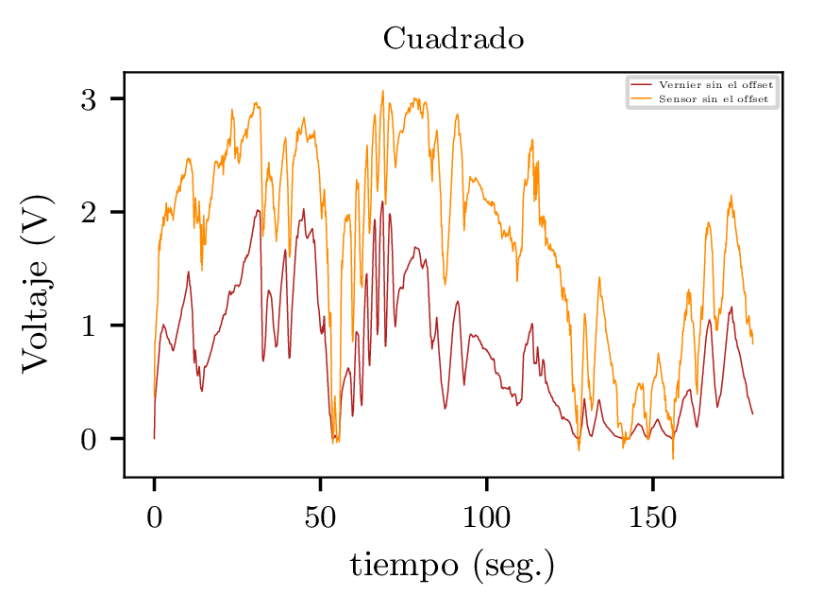 Cuadrado
Vernier sin el offset
Sensor sin el offset
Voltaje (V)
3
2
1
0
0 50 100 150
tiempo (seg.)